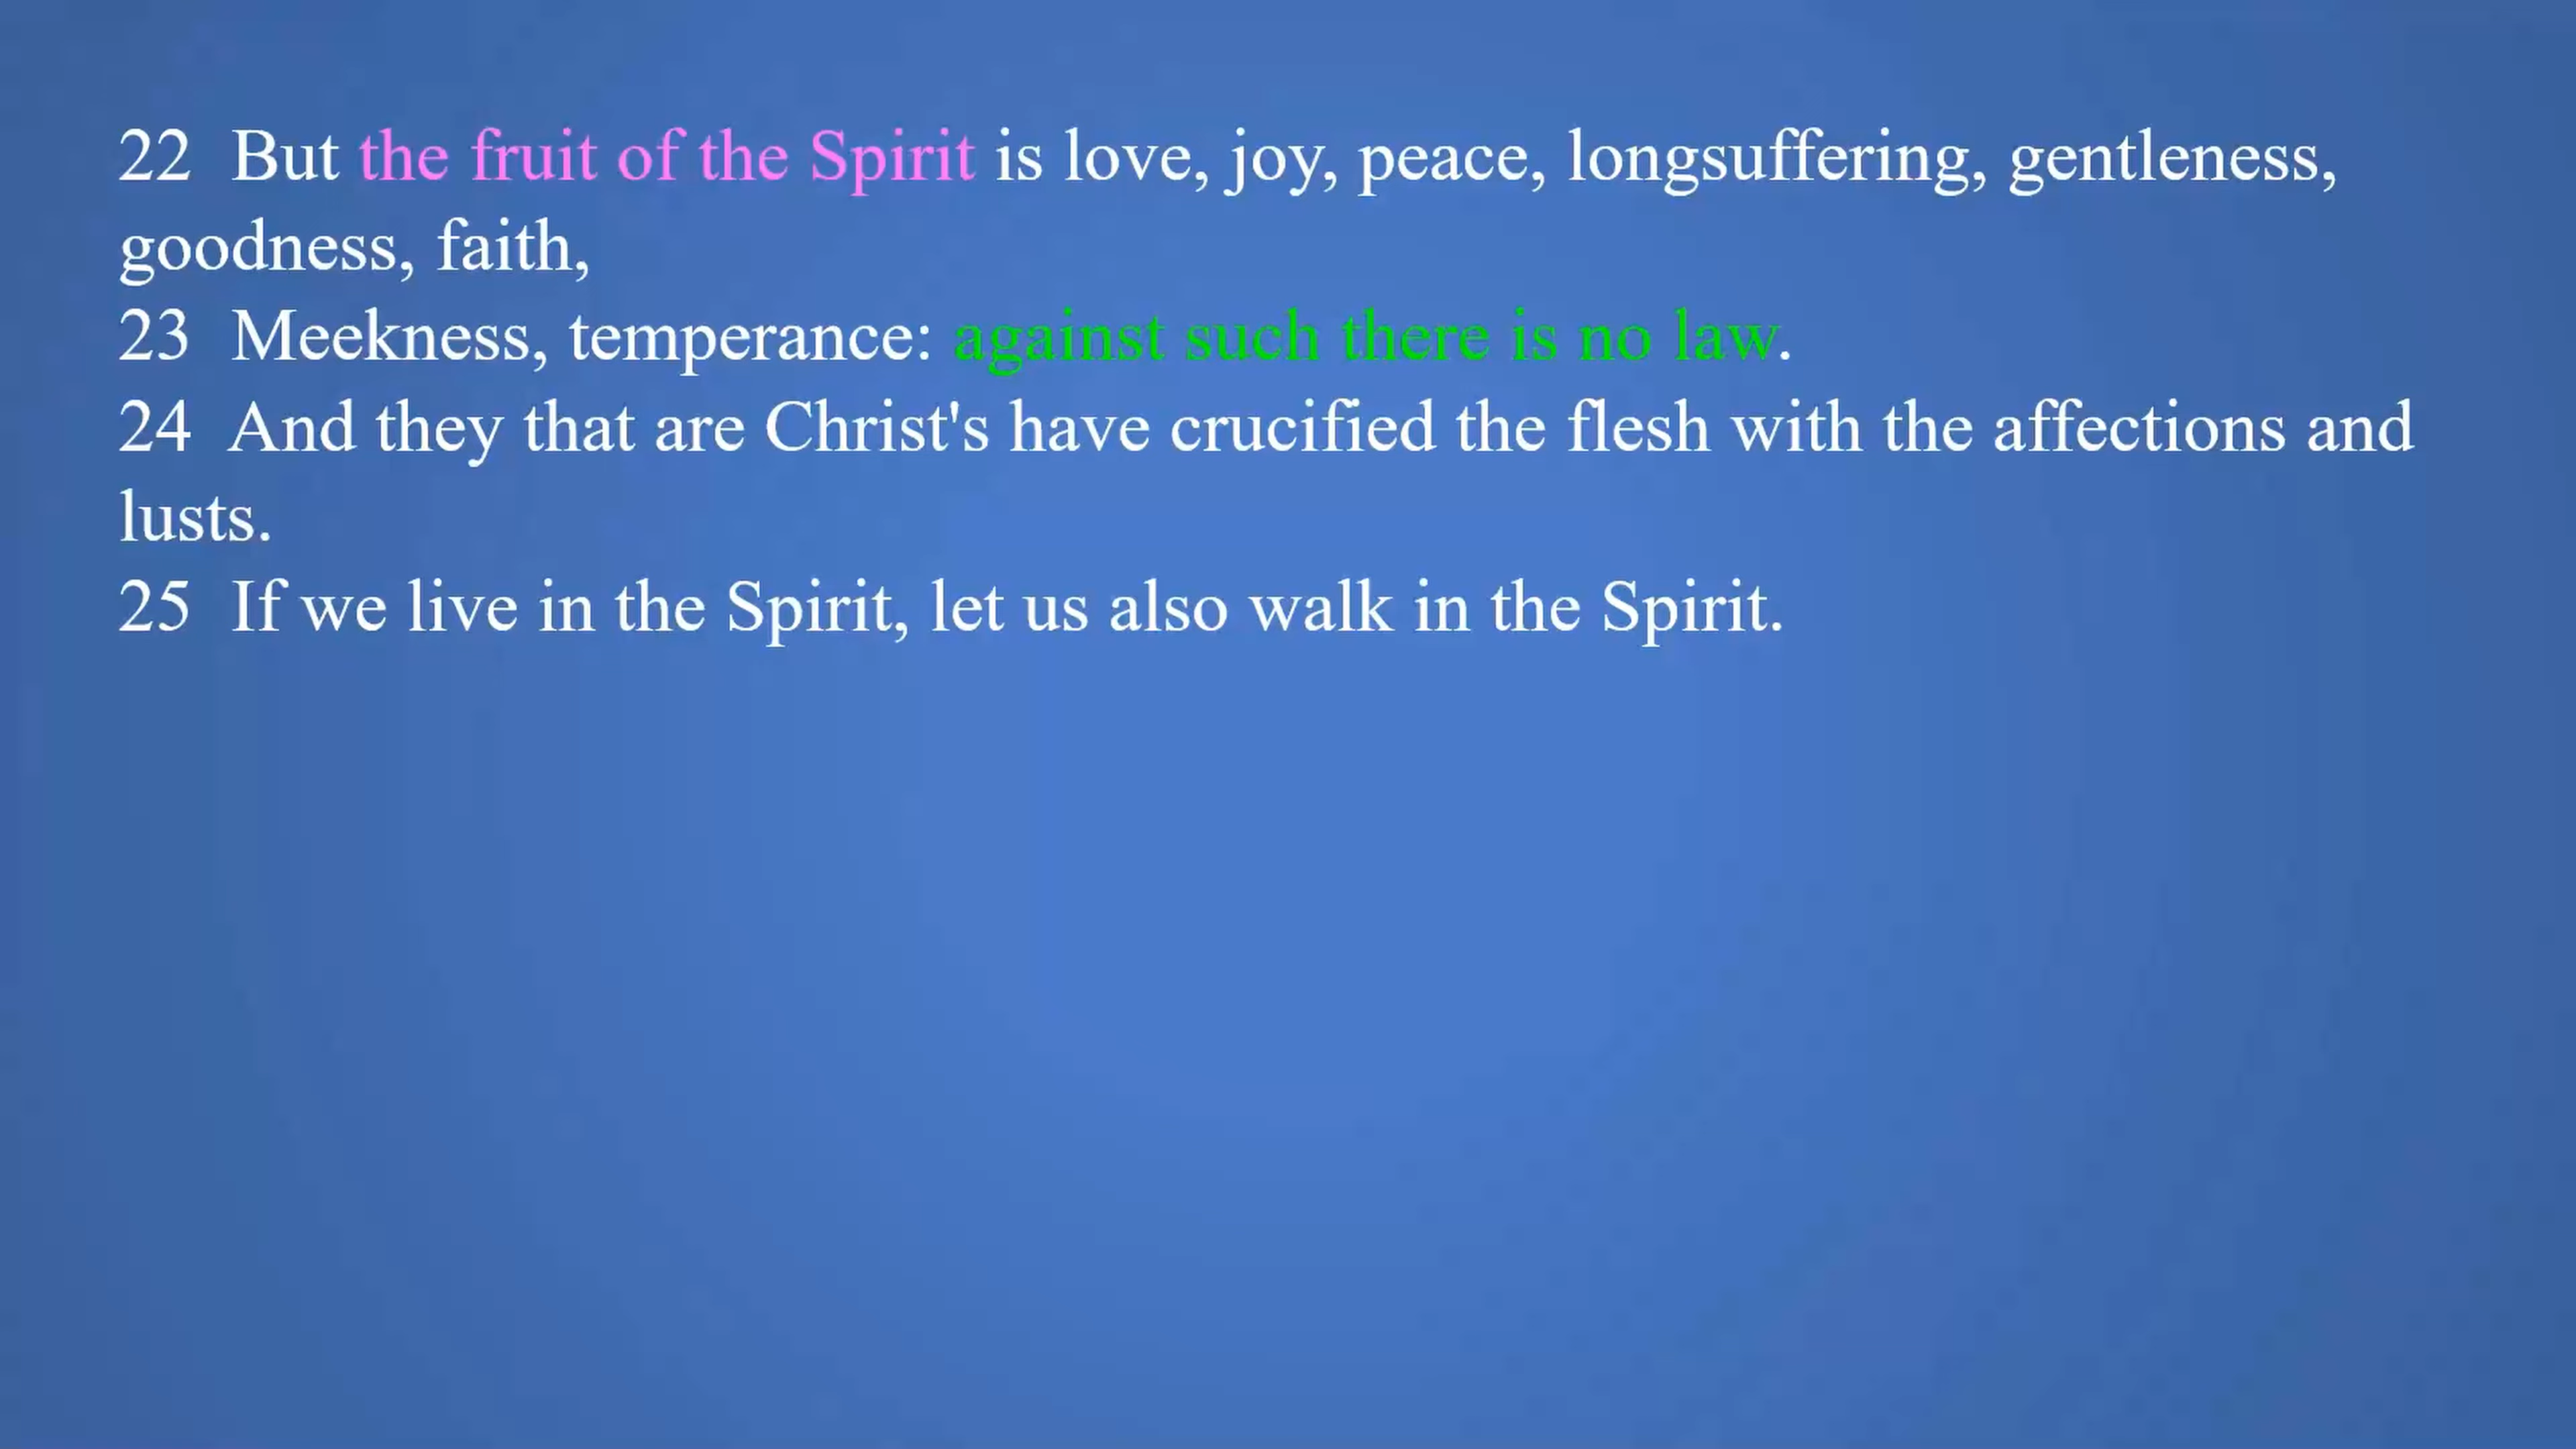 22  But the fruit of the Spirit is love, joy, peace, longsuffering, gentleness,
goodness, faith,
23  Meekness, temperance: against such there is no law.
24  And they that are Christ's have crucified the flesh with the affections and
lusts.
25  If we live in the Spirit, let us also walk in the Spirit.